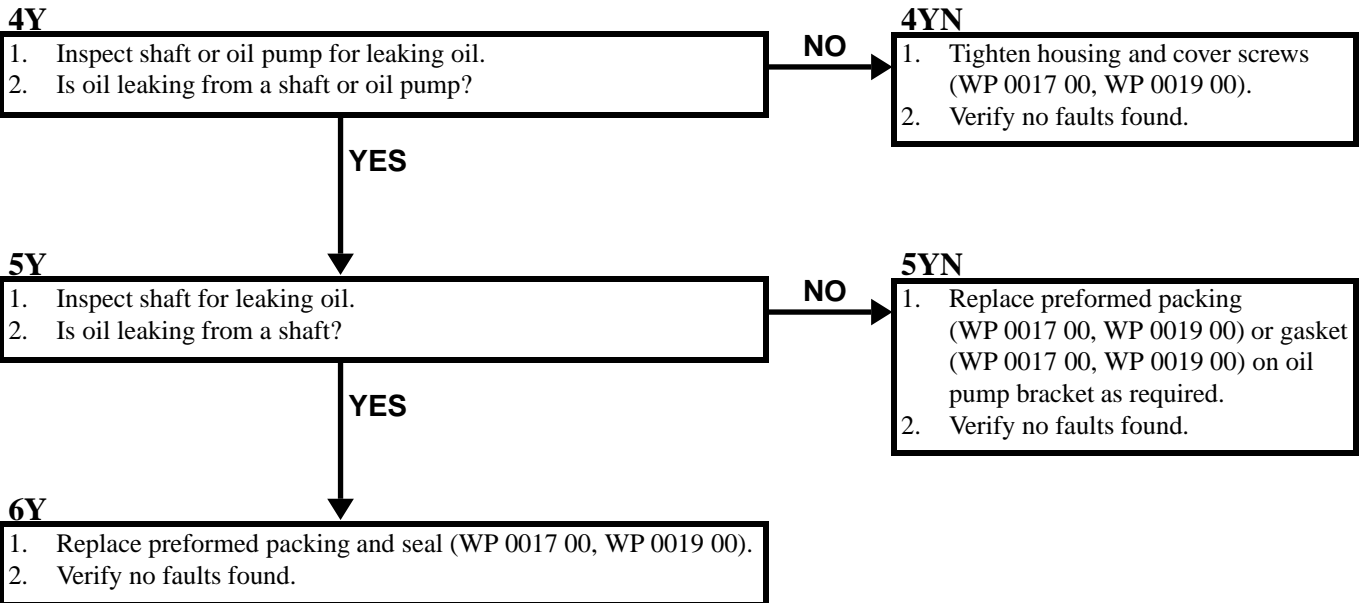 4Y
1. Inspect shaft or oil pump for leaking oil.
2. Is oil leaking from a shaft or oil pump?
NO
4YN
1. Tighten housing and cover screws
(WP 0017 00, WP 0019 00).
2. Verify no faults found.
YES
5Y
1. Inspect shaft for leaking oil.
2. Is oil leaking from a shaft?
NO
5YN
1. Replace preformed packing
(WP 0017 00, WP 0019 00) or gasket
(WP 0017 00, WP 0019 00) on oil
pump bracket as required.
2. Verify no faults found.
YES
6Y
1. Replace preformed packing and seal (WP 0017 00, WP 0019 00).
2. Verify no faults found.